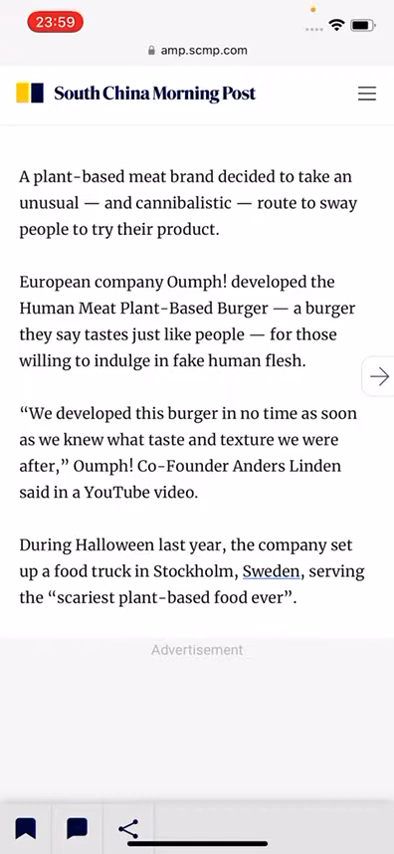 23:59
amp.scmp.com
South China Morning Post
A plant-based meat brand decided to take an
unusual — and cannibalistic — route to sway
people to try their product.
European company Oumph! developed the
Human Meat Plant-Based Burger — a burger
they say tastes just like people — for those
willing to indulge in fake human flesh.
“We developed this burger in no time as soon
as we knew what taste and texture we were
after,” Oumph! Co-Founder Anders Linden
said in a YouTube video.
During Halloween last year, the company set
up a food truck in Stockholm, Sweden, serving
the “scariest plant-based food ever”.
Advertisement